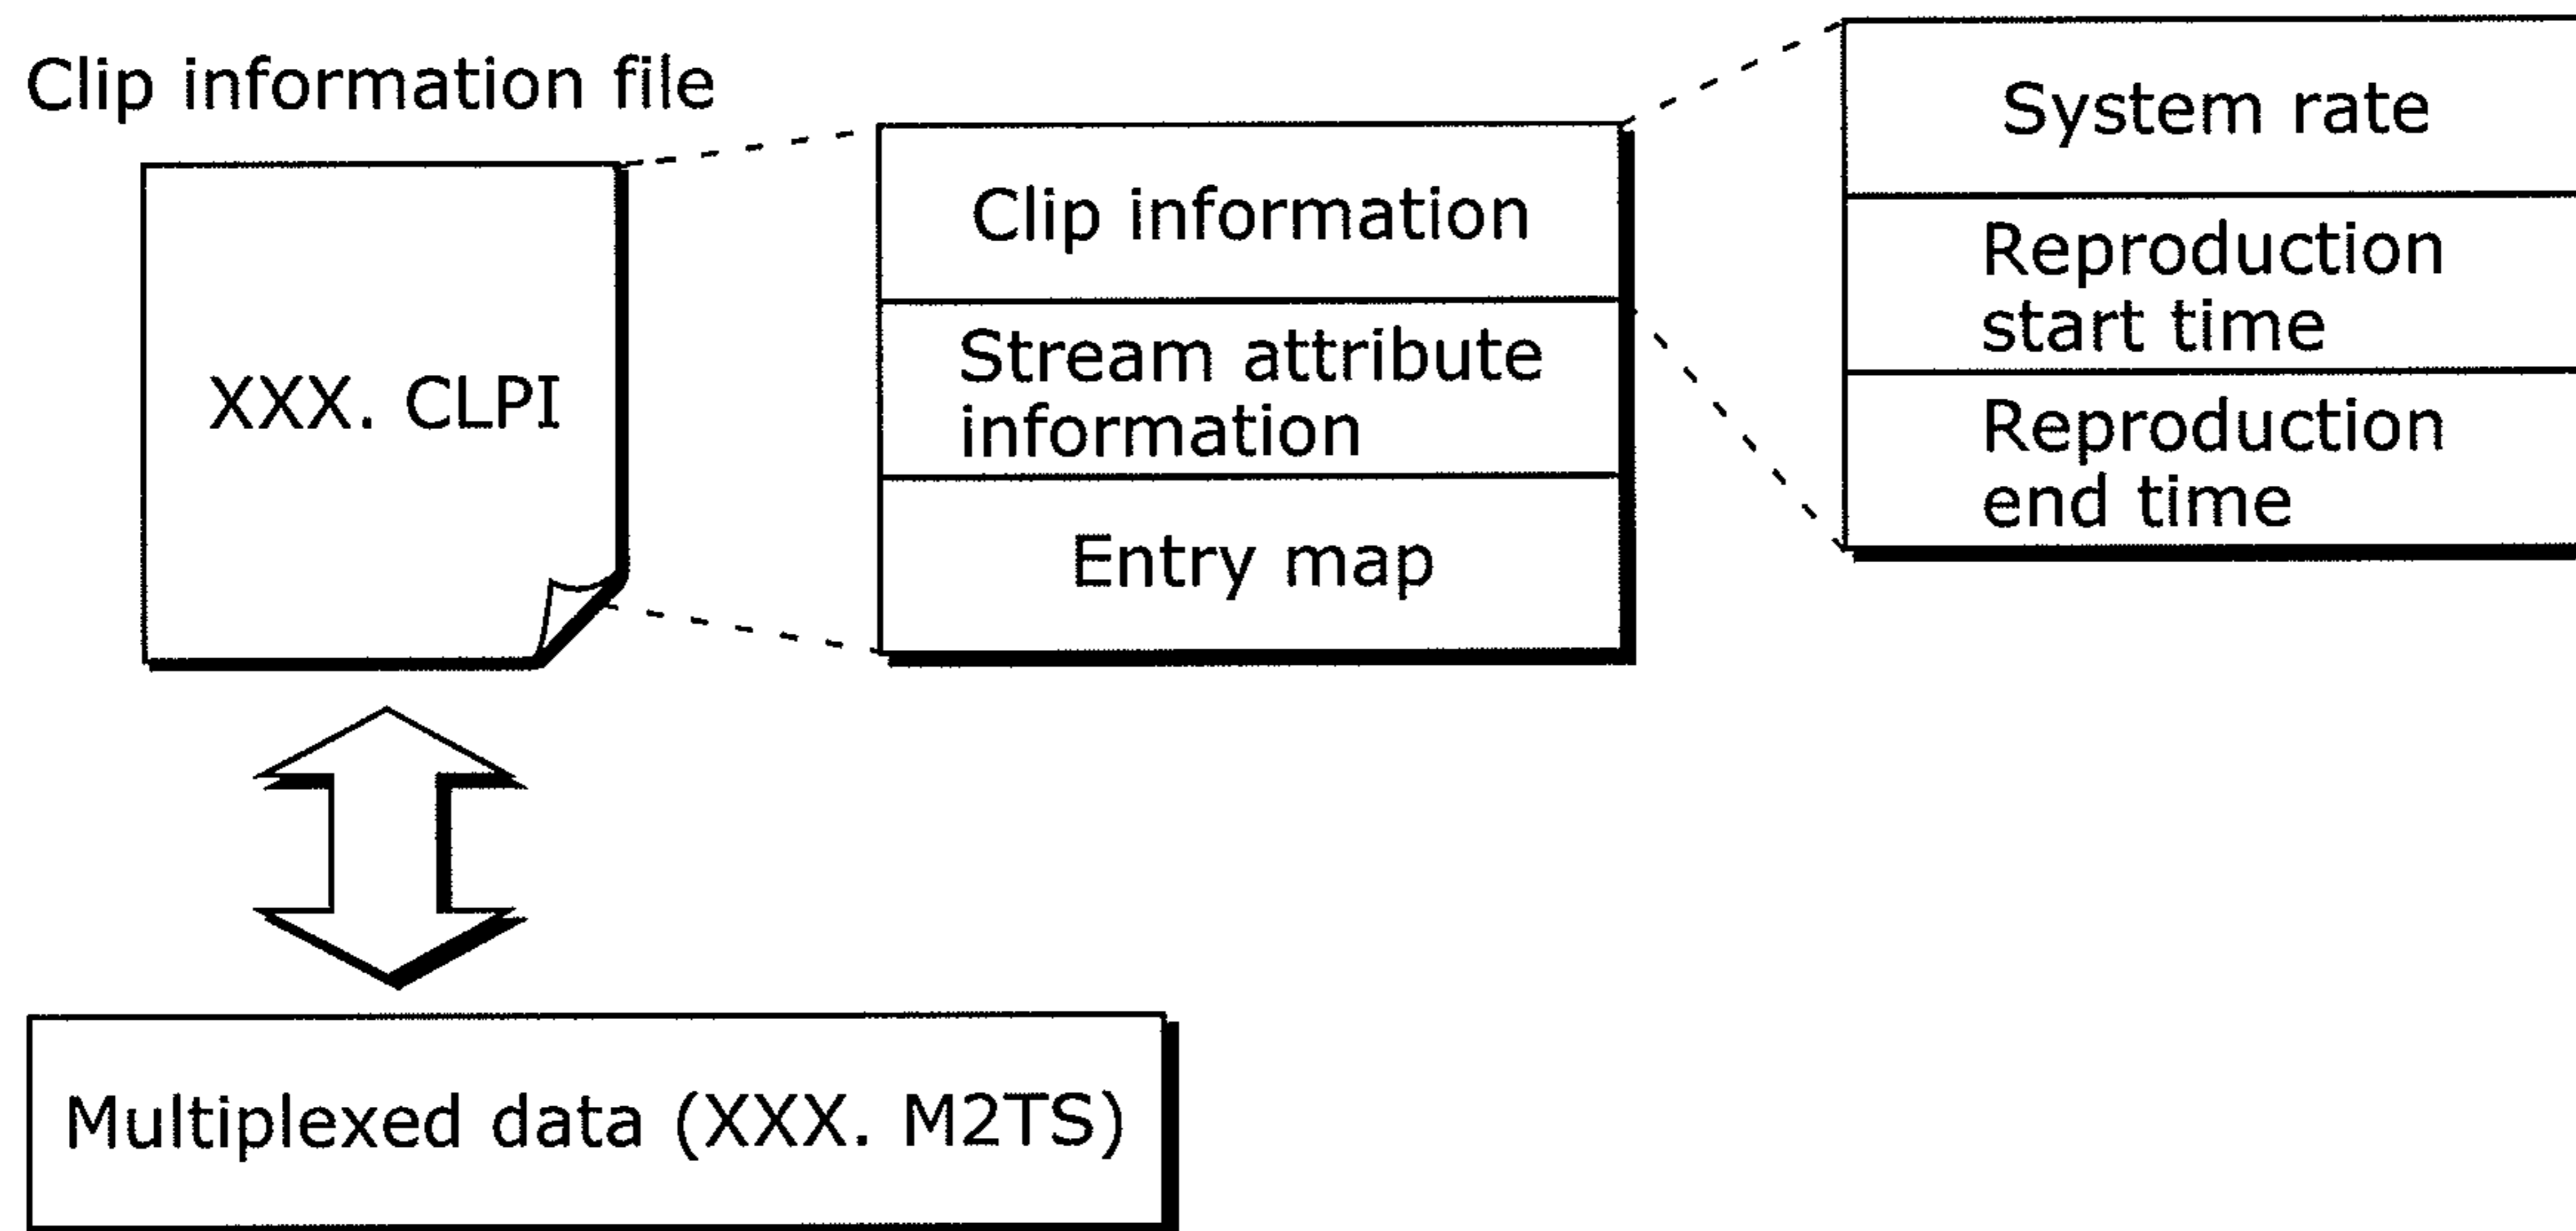 Clip information file
XXX. CLPI
Clip information
Stream attribute
information
Entry map
System rate
Reproduction
start time
Reproduction
end time
Multiplexed data (XXX. M2TS)